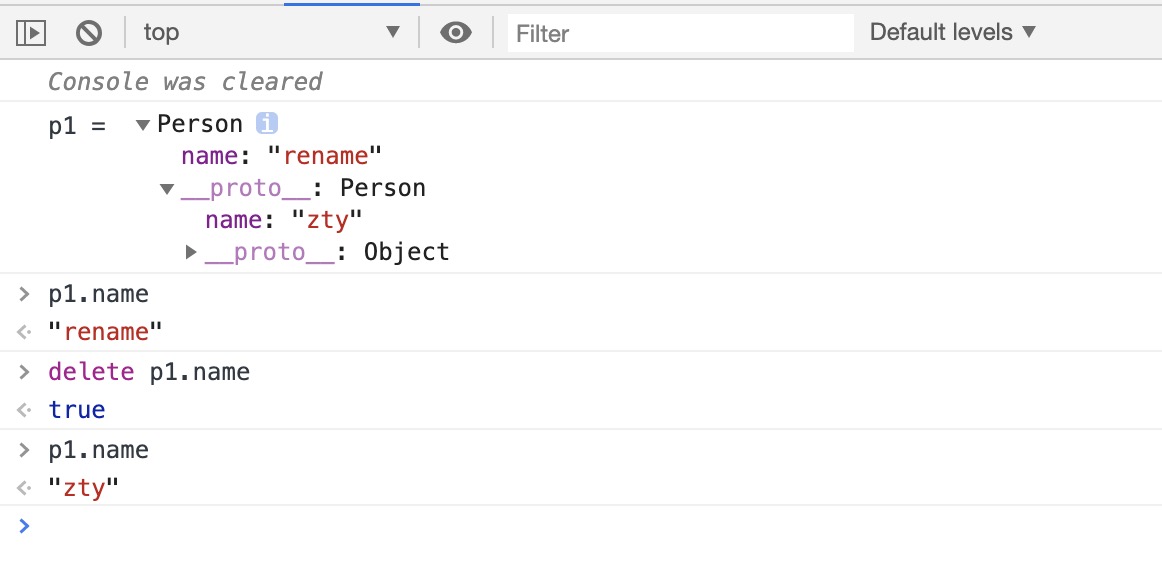 top Filter Default levels
Console was cleared
p1 = Person i
name: "rename"
__proto__: Person
name: "zty"
__proto__: Object
> p1.name
"rename"
> delete p1.name
true
> p1.name
"zty"
>